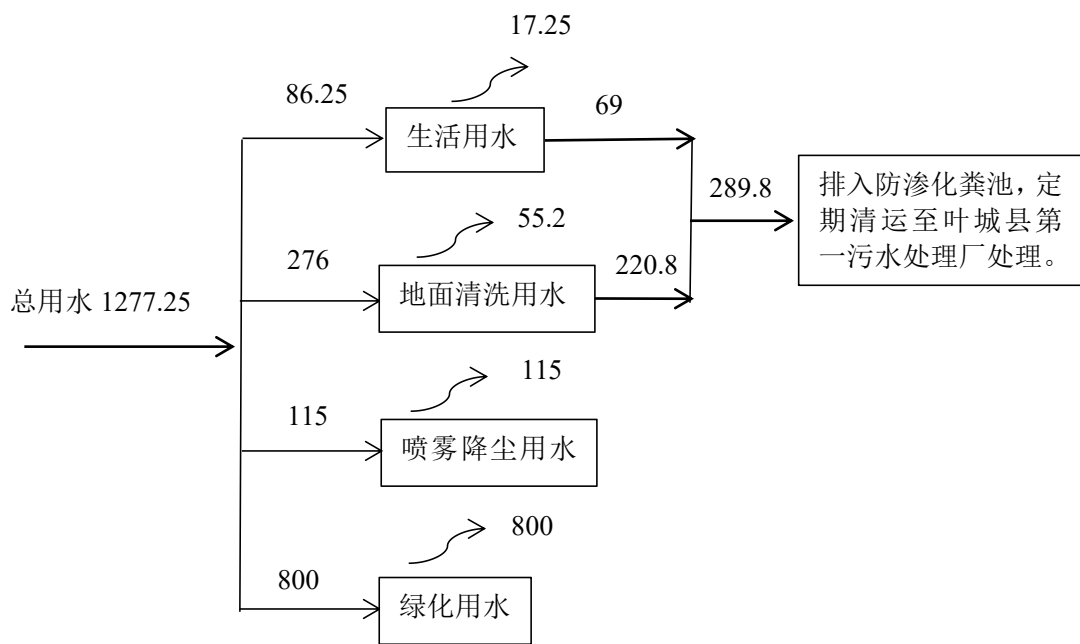 17.25
86.25
生活用水
69
289.8
排入防渗化粪池，定
期清运至叶城县第
一污水处理厂处理。
55.2
276
地面清洗用水
220.8
总用水 1277.25
115
115
喷雾降尘用水
800
800
绿化用水